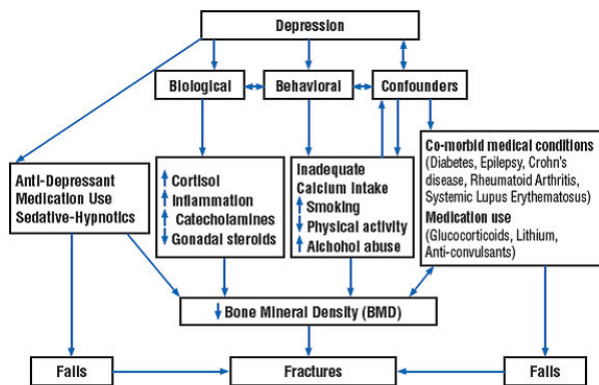 Depression
Biological
Behavioral
Confounders
Anti-Depressant
Medication Use
Sedative-Hypnotics
Cortisol
Inflammation
Catecholamines
Gonadal steroids
Inadequate
Calcium Intake
Smoking
Physical activity
Alchohol abuse
Co-morbid medical conditions
(Diabetes, Epilepsy, Crohn's
disease, Rheumatoid Arthritis,
Systemic Lupus Erythematosus)
Medication use
(Glucocorticoids, Lithium,
Anti-convulsants)
Bone Mineral Density (BMD)
Falls
Fractures
Falls